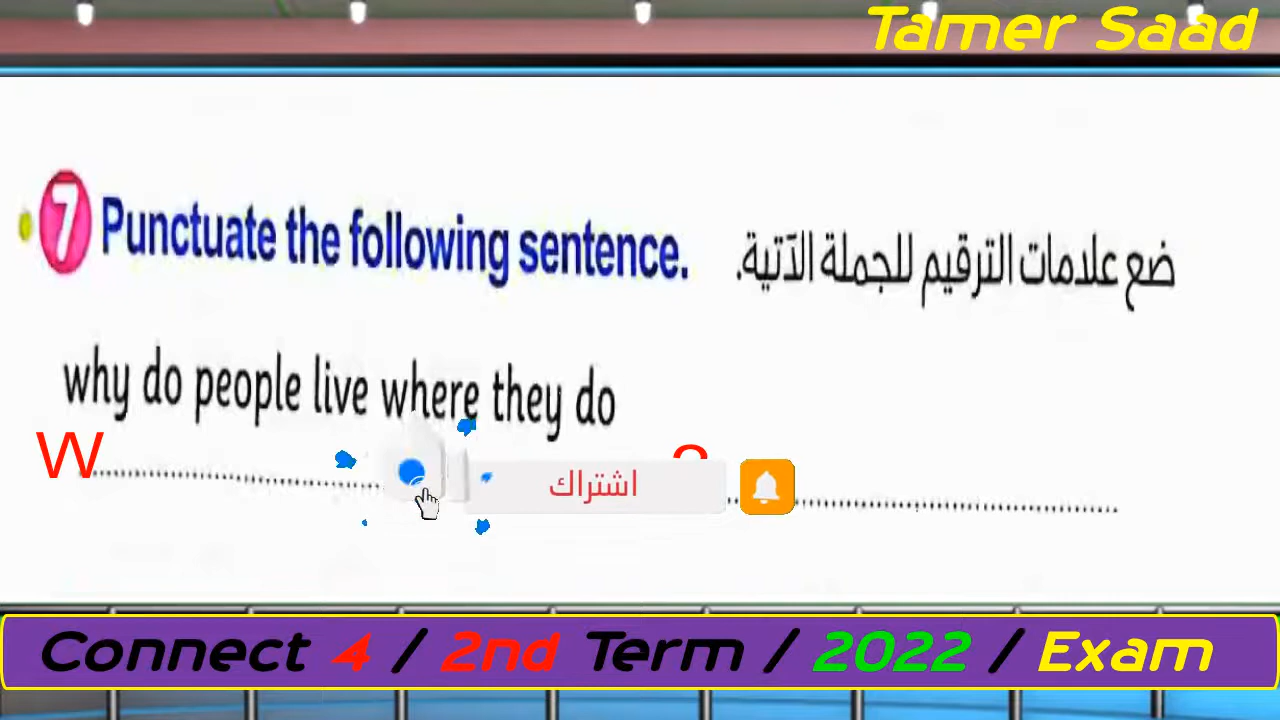 Tamer Saad
7 Punctuate the following sentence. ضع علامات الترقيم للجملة الآتية.
why do people live where they do
W ?
اشتراك
Connect 4 / 2nd Term / 2022 / Exam